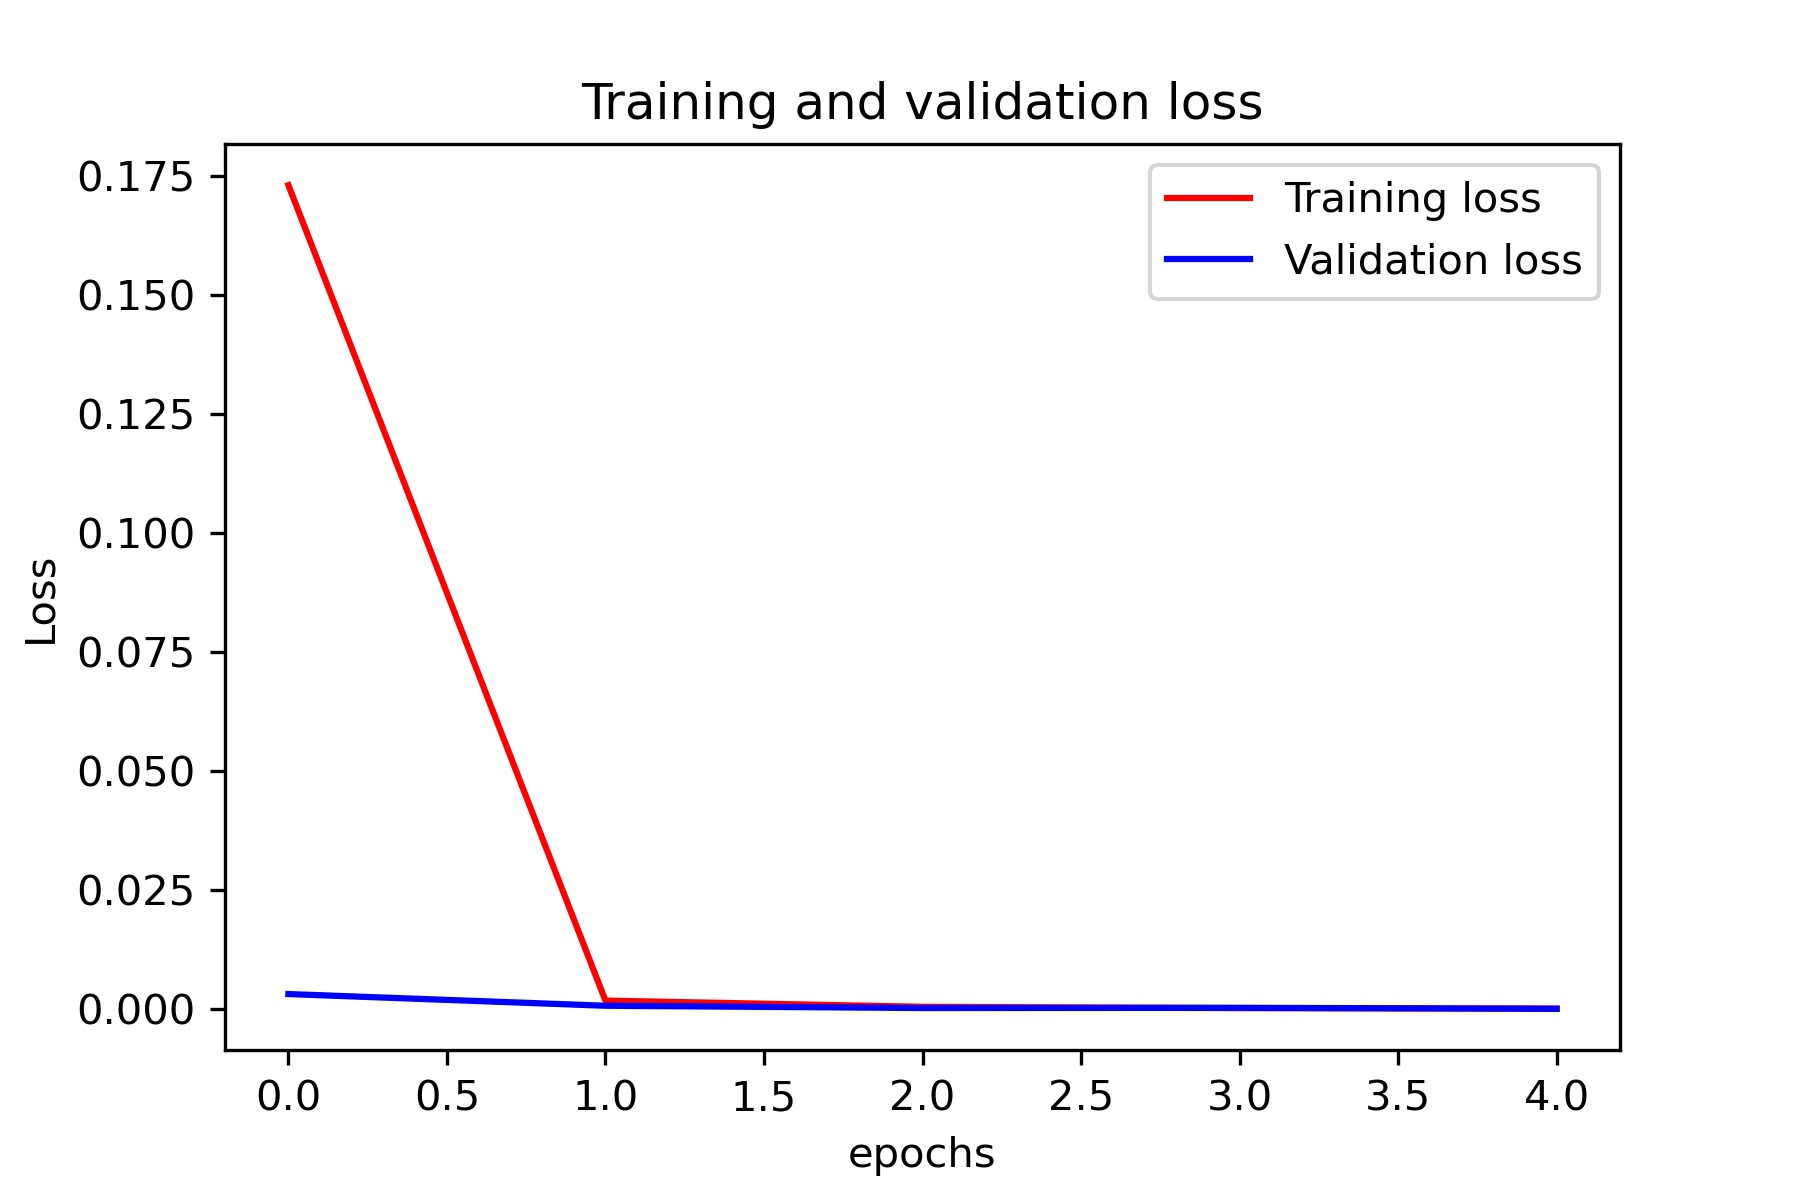 Training and validation loss
Training loss
Validation loss
Loss
0.175
0.150
0.125
0.100
0.075
0.050
0.025
0.000
0.0 0.5 1.0 1.5 2.0 2.5 3.0 3.5 4.0
epochs